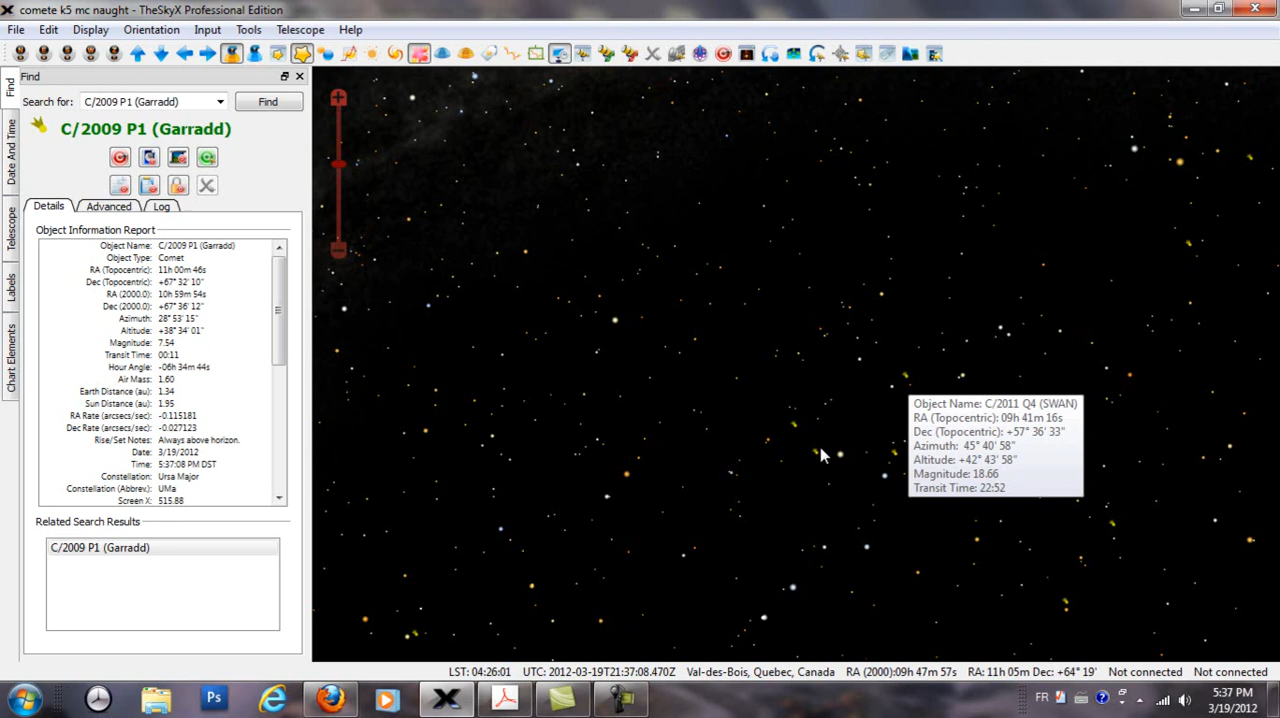 comete k5 mc naught - TheSkyX Professional Edition
File Edit Display Orientation Input Tools Telescope Help
Find
Search for: C/2009 P1 (Garradd) Find
C/2009 P1 (Garradd)
Details Advanced Log
Object Information Report
Object Name: C/2009 P1 (Garradd)
Object Type: Comet
RA (Topocentric): 11h 00m 46s
Dec (Topocentric): +67° 32' 10"
RA (2000.0): 10h 59m 54s
Dec (2000.0): +67° 36' 12"
Azimuth: 28° 53' 15"
Altitude: +38° 34' 01"
Magnitude: 7.54
Transit Time: 00:11
Hour Angle: -06h 34m 44s
Air Mass: 1.60
Earth Distance (au): 1.34
Sun Distance (au): 1.95
RA Rate (arcsecs/sec): -0.115181
Dec Rate (arcsecs/sec): -0.027123
Rise/Set Notes: Always above horizon.
Date: 3/19/2012
Time: 5:37:08 PM DST
Constellation: Ursa Major
Constellation (Abbrev.): UMa
Screen X: 515.88
Related Search Results
C/2009 P1 (Garradd)
Find
Date And Time
Telescope
Labels
Chart Elements
Object Name: C/2011 Q4 (SWAN)
RA (Topocentric): 09h 41m 16s
Dec (Topocentric): +57° 36' 33"
Azimuth: 45° 40' 58"
Altitude: +42° 43' 58"
Magnitude: 18.66
Transit Time: 22:52
LST: 04:26:01 UTC: 2012-03-19T21:37:08.470Z Val-des-Bois, Quebec, Canada RA (2000):09h 47m 57s RA: 11h 05m Dec: +64° 19' Not connected Not connected
Ps
FR
5:37 PM
3/19/2012